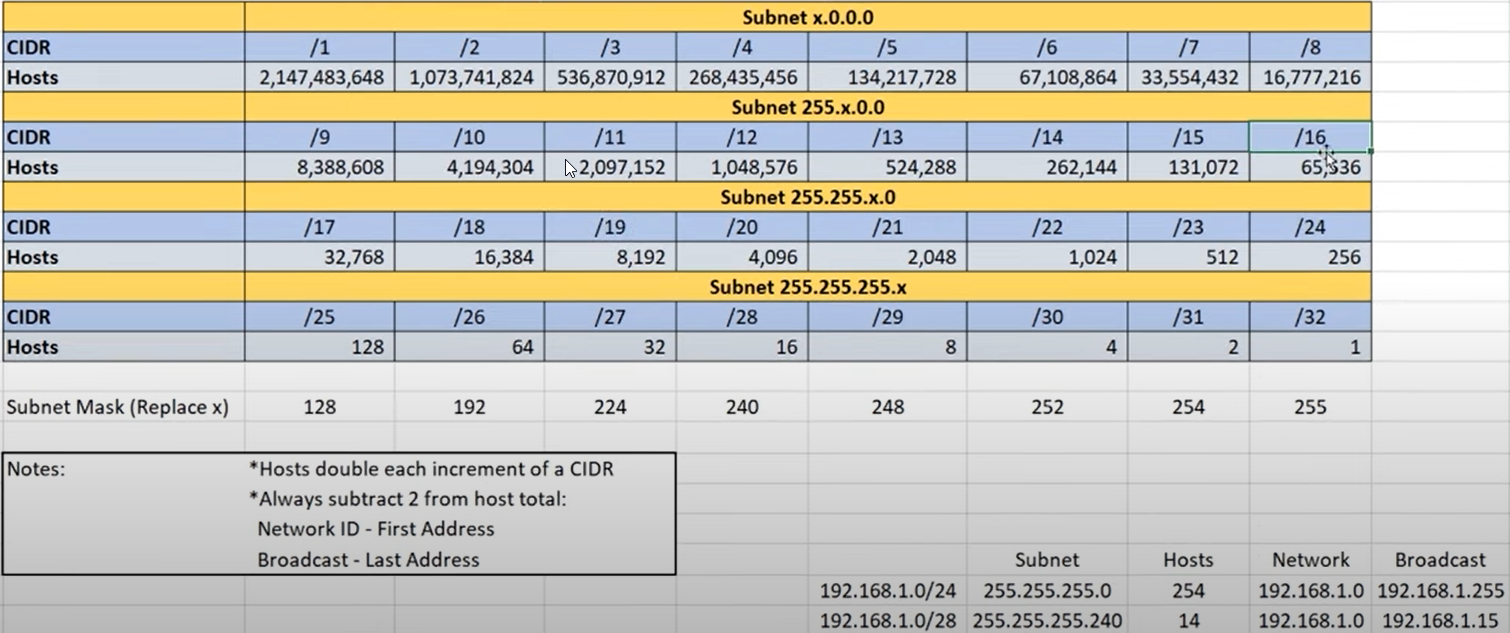 Subnet x.0.0.0
CIDR /1 /2 /3 /4 /5 /6 /7 /8
Hosts 2,147,483,648 1,073,741,824 536,870,912 268,435,456 134,217,728 67,108,864 33,554,432 16,777,216
Subnet 255.x.0.0
CIDR /9 /10 /11 /12 /13 /14 /15 /16
Hosts 8,388,608 4,194,304 2,097,152 1,048,576 524,288 262,144 131,072 65,536
Subnet 255.255.x.0
CIDR /17 /18 /19 /20 /21 /22 /23 /24
Hosts 32,768 16,384 8,192 4,096 2,048 1,024 512 256
Subnet 255.255.255.x
CIDR /25 /26 /27 /28 /29 /30 /31 /32
Hosts 128 64 32 16 8 4 2 1
Subnet Mask (Replace x) 128 192 224 240 248 252 254 255
Notes: *Hosts double each increment of a CIDR
*Always subtract 2 from host total:
Network ID - First Address
Broadcast - Last Address
Subnet Hosts Network Broadcast
192.168.1.0/24 255.255.255.0 254 192.168.1.0 192.168.1.255
192.168.1.0/28 255.255.255.240 14 192.168.1.0 192.168.1.15